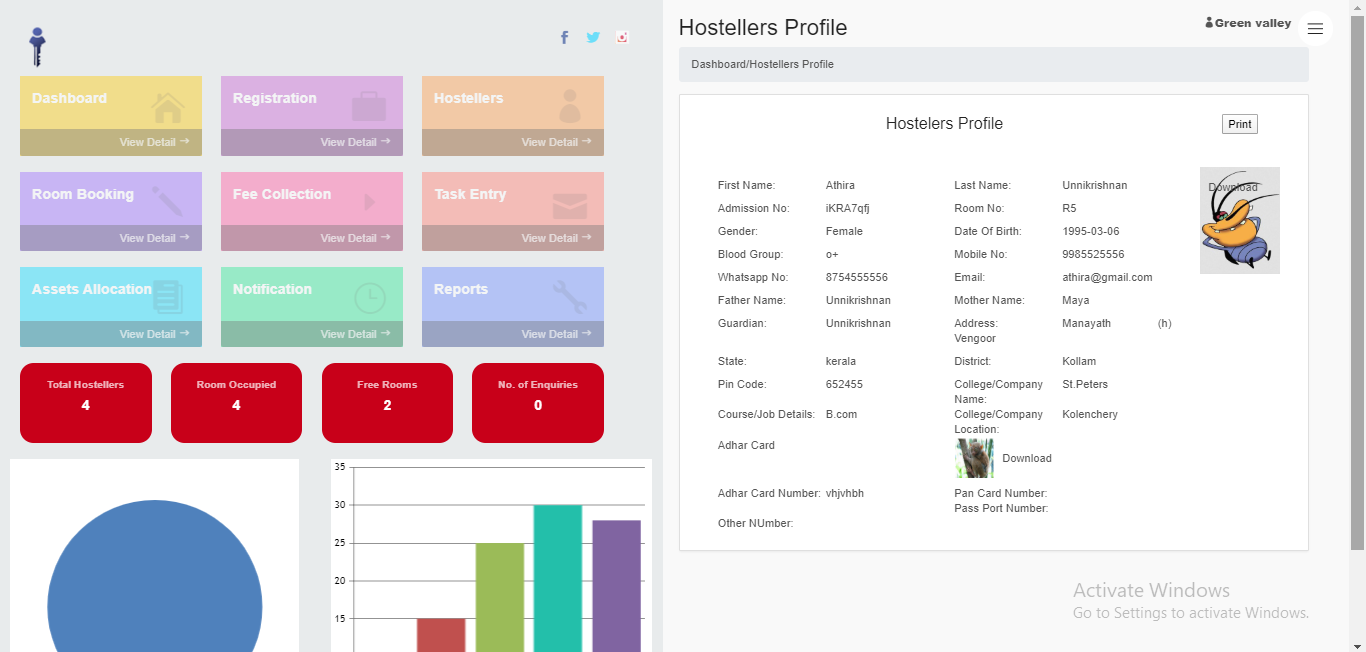 Dashboard
View Detail →
Registration
View Detail →
Hostellers
View Detail →
Room Booking
View Detail →
Fee Collection
View Detail →
Task Entry
View Detail →
Assets Allocation
View Detail →
Notification
View Detail →
Reports
View Detail →
Total Hostellers
4
Room Occupied
4
Free Rooms
2
No. of Enquiries
0
35
30
25
20
15
Hostellers Profile
Green valley
Dashboard/Hostellers Profile
Hostelers Profile
Print
First Name: Athira Last Name: Unnikrishnan
Download
Admission No: iKRA7qfj Room No: R5
Gender: Female Date Of Birth: 1995-03-06
Blood Group: o+ Mobile No: 9985525556
Whatsapp No: 8754555556 Email: athira@gmail.com
Father Name: Unnikrishnan Mother Name: Maya
Guardian: Unnikrishnan Address: Manayath (h)
Vengoor
State: kerala District: Kollam
Pin Code: 652455 College/Company St.Peters
Name:
Course/Job Details: B.com College/Company Kolenchery
Location:
Adhar Card
Download
Adhar Card Number: vhjvhbh Pan Card Number:
Pass Port Number:
Other NUmber:
Activate Windows
Go to Settings to activate Windows.